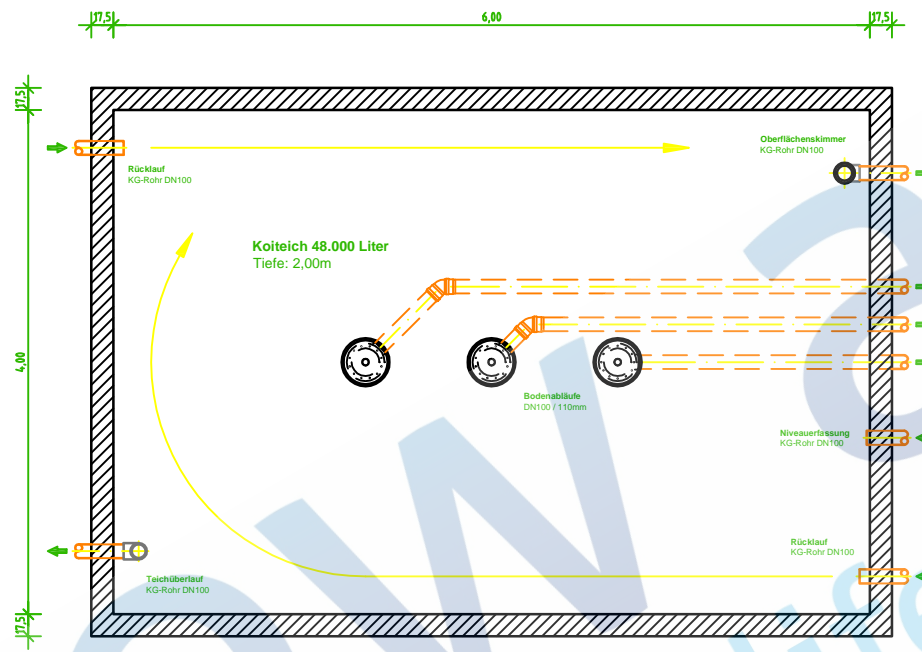 17,5
6,00
17,5
17,5
Oberflächenskimmer
KG-Rohr DN100
Rücklauf
KG-Rohr DN100
Koiteich 48.000 Liter
Tiefe: 2,00m
4,00
Bodenabläufe
DN100 / 110mm
Niveauerfassung
KG-Rohr DN100
Rücklauf
KG-Rohr DN100
Teichüberlauf
KG-Rohr DN100
17,5